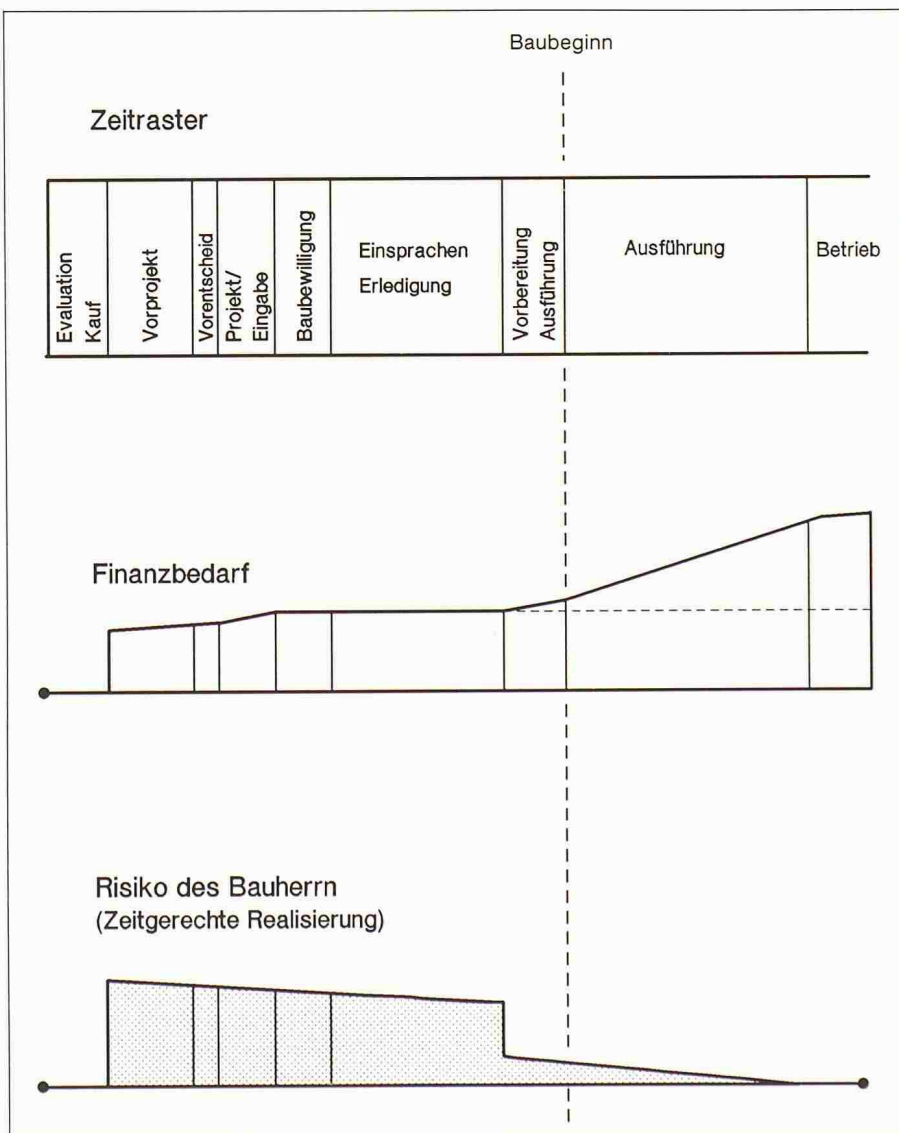 Baubeginn
Zeitraster
Evaluation
Kauf
Vorprojekt
Vorentscheid
Projekt/
Eingabe
Baubewilligung
Einsprachen
Erledigung
Vorbereitung
Ausführung
Ausführung
Betrieb
Finanzbedarf
Risiko des Bauherrn
(Zeitgerechte Realisierung)